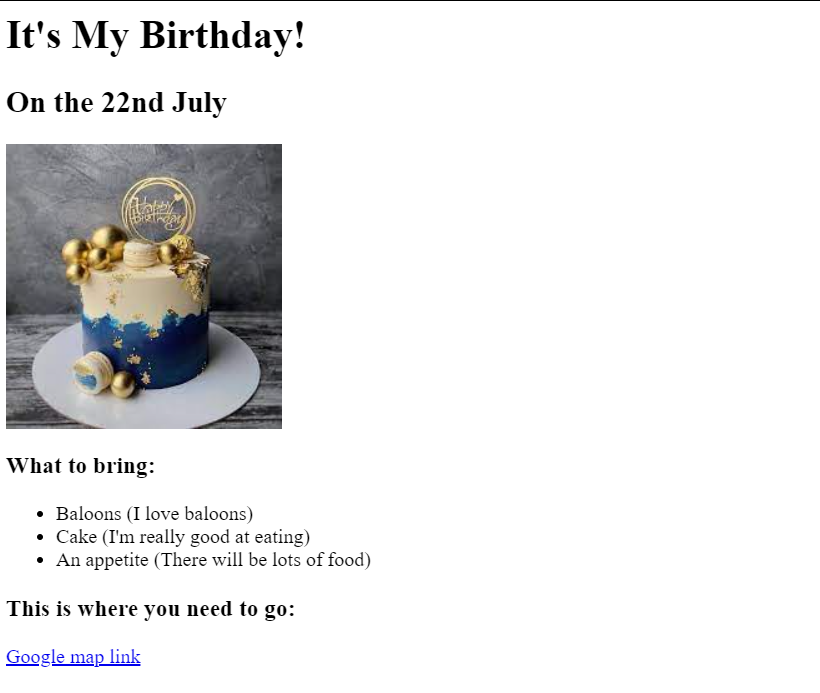 It's My Birthday!
On the 22nd July
Happy
Birthday
What to bring:
Baloons (I love baloons)
Cake (I'm really good at eating)
An appetite (There will be lots of food)
This is where you need to go:
Google map link